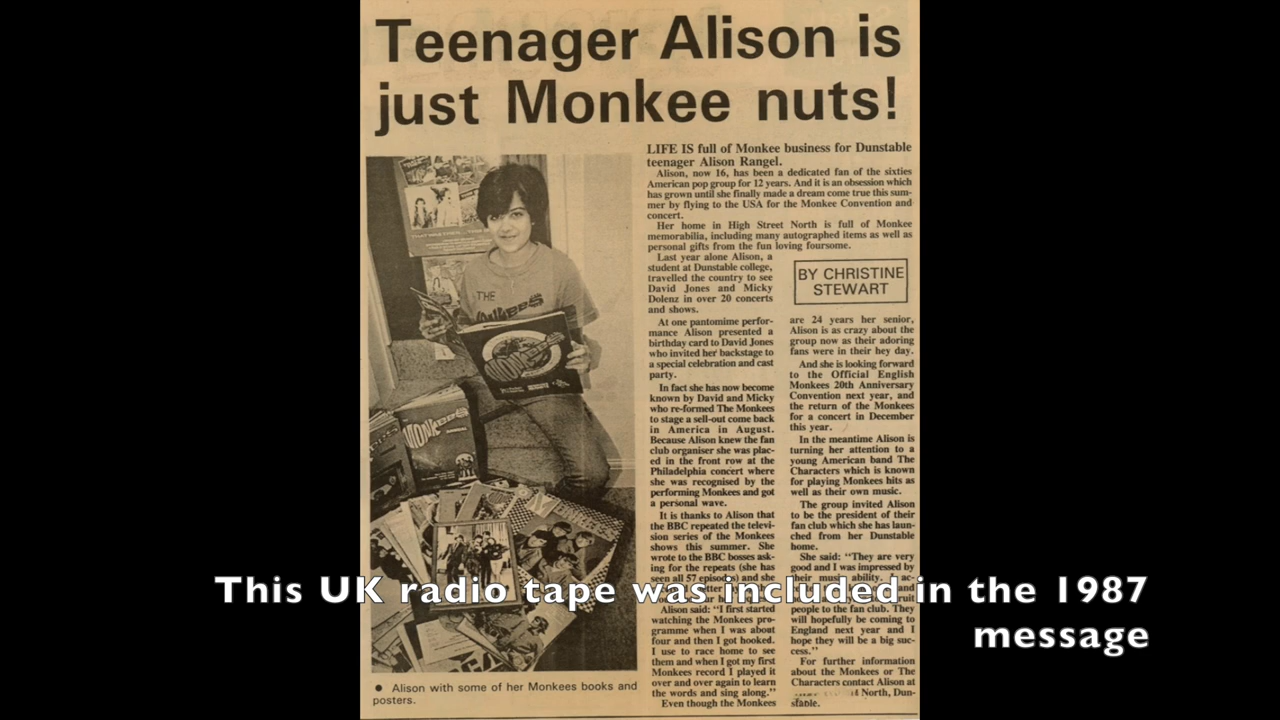 Teenager Alison is
just Monkee nuts!
LIFE IS full of Monkee business for Dunstable
teenager Alison Rangel.
Alison, now 16, has been a dedicated fan of the sixties
American pop group for 12 years. And it is an obsession which
has grown until she finally made a dream come true this sum-
mer by flying to the USA for the Monkee Convention and
concert.
Her home in High Street North is full of Monkee
memorabilia, including many autographed items as well as
personal gifts from the fun loving foursome.
Last year alone Alison, a
student at Dunstable college,
travelled the country to see
David Jones and Micky
Dolenz in over 20 concerts
and shows.
At one pantomime perfor-
mance Alison presented a
birthday card to David Jones
who invited her backstage to
a special celebration and cast
party.
In fact she has now become
known by David and Micky
who re-formed The Monkees
to stage a sell-out come back
in America in August.
Because Alison knew the fan
club organiser she was plac-
ed in the front row at the
Philadelphia concert where
she was recognised by the
performing Monkees and got
a personal wave.
It is thanks to Alison that
the BBC repeated the televi-
sion series of the Monkees
shows this summer. She
wrote to the BBC bosses ask-
ing for the repeats (she has
seen all 57 episodes) and she
Alison said: "I first started
watching the Monkees pro-
gramme when I was about
four and then I got hooked.
I use to race home to see
them and when I got my first
Monkees record I played it
over and over again to learn
the words and sing along."
Even though the Monkees
BY CHRISTINE
STEWART
are 24 years her senior,
Alison is as crazy about the
group now as their adoring
fans were in their hey day.
And she is looking forward
to the Official English
Monkees 20th Anniversary
Convention next year, and
the return of the Monkees
for a concert in December
this year.
In the meantime Alison is
turning her attention to a
young American band The
Characters which is known
for playing Monkees hits as
well as their own music.
The group invited Alison
to be the president of their
fan club which she has laun-
ched from her Dunstable
home.
She said: "They are very
good and I was impressed by
their musical ability. I
people to the fan club. They
will hopefully be coming to
England next year and I
hope they will be a big suc-
cess."
For further information
about the Monkees or The
Characters contact Alison at
North, Dun-
stable.
THE
MONKEES
MONKEES
MONKEES
● Alison with some of her Monkees books and
posters.
This UK radio tape was included in the 1987
message